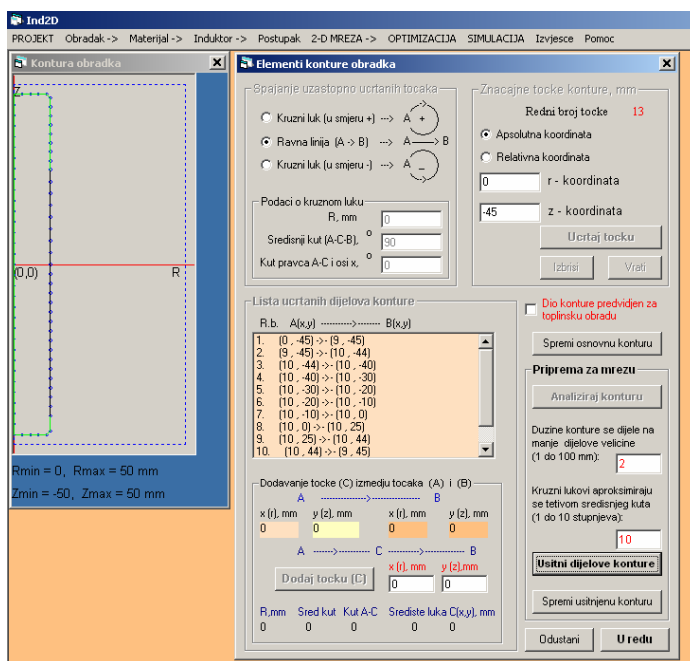 Ind2D
PROJEKT Obradak -> Materijal -> Induktor -> Postupak 2-D MREZA -> OPTIMIZACIJA SIMULACIJA Izvjesce Pomoc
Kontura obradka
Z
(0,0) R
Rmin = 0, Rmax = 50 mm
Zmin = -50, Zmax = 50 mm
Elementi konture obradka
Spajanje uzastopno ucrtanih tocaka
Kruzni luk (u smjeru +) ---> A +
Ravna linija (A -> B) ---> A ——> B
Kruzni luk (u smjeru -) ---> A -
Podaci o kruznom luku
R, mm 0
Sredisnji kut (A-C-B), o 90
Kut pravca A-C i osi x, o 0
Znacajne tocke konture, mm
Redni broj tocke 13
Apsolutna koordinata
Relativna koordinata
0 r - koordinata
-45 z - koordinata
Ucrtaj tocku
Izbrisi Vrati
Lista ucrtanih dijelova konture
R.b. A(x,y) -----------> -------- B(x,y)
1. (0 , -45) ->- (9 , -45)
2. (9 , -45) ->- (10 , -44)
3. (10 , -44) ->- (10 , -40)
4. (10 , -40) ->- (10 , -30)
5. (10 , -30) ->- (10 , -20)
6. (10 , -20) ->- (10 , -10)
7. (10 , -10) ->- (10 , 0)
8. (10 , 0) ->- (10 , 25)
9. (10 , 25) ->- (10 , 44)
10. (10 , 44) ->- (9 , 45)
Dodavanje tocke (C) izmedju tocaka (A) i (B)
A ---------------->--------------- B
x (r), mm y (z), mm x (r), mm y (z), mm
0 0 0 0
A ------>---------- C ---------->---------- B
Dodaj tocku (C)
x (r), mm y (z),mm
0 0
R,mm Sred kut Kut A-C Srediste luka C(x,y), mm
0 0 0 0 0
Dio konture predvidjen za
toplinsku obradu
Spremi osnovnu konturu
Priprema za mrezu
Analiziraj konturu
Duzine konture se dijele na
manje dijelove velicine
(1 do 100 mm):
2
Kruzni lukovi aproksimiraju
se tetivom sredisnjeg kuta
(1 do 10 stupnjeva):
10
Usitni dijelove konture
Spremi usitnjenu konturu
Odustani U redu